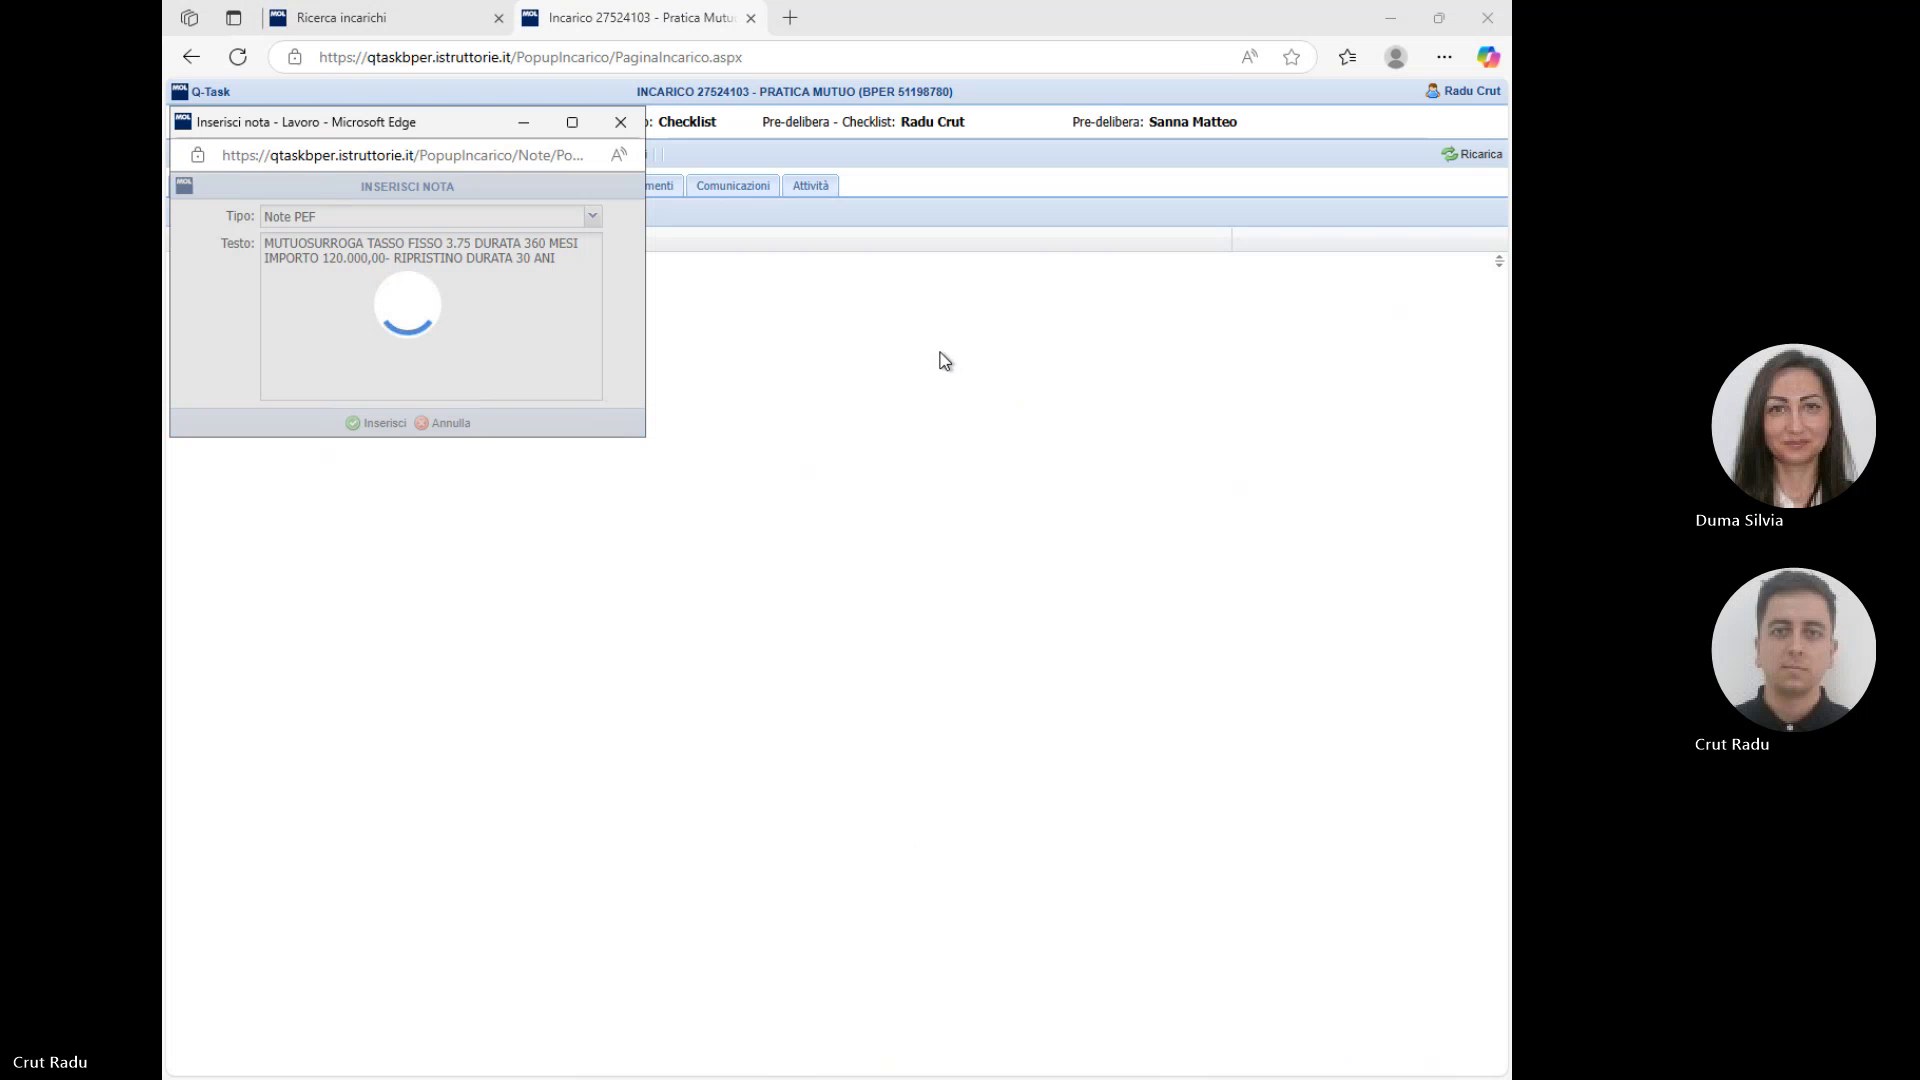 Ricerca incarichi
Incarico 27524103 - Pratica Mutu
https://qtaskbper.istruttorie.it/PopupIncarico/PaginaIncarico.aspx
MOL Q-Task
INCARICO 27524103 - PRATICA MUTUO (BPER 51198780)
Radu Crut
MOL Inserisci nota - Lavoro - Microsoft Edge
Checklist
Pre-delibera - Checklist: Radu Crut
Pre-delibera: Sanna Matteo
https://qtaskbper.istruttorie.it/PopupIncarico/Note/Po...
Ricarica
MOL
INSERISCI NOTA
menti
Comunicazioni
Attività
Tipo: Note PEF
Testo: MUTUOSURROGA TASSO FISSO 3.75 DURATA 360 MESI
IMPORTO 120.000,00- RIPRISTINO DURATA 30 ANI
Inserisci
Annulla
Duma Silvia
Crut Radu
Crut Radu